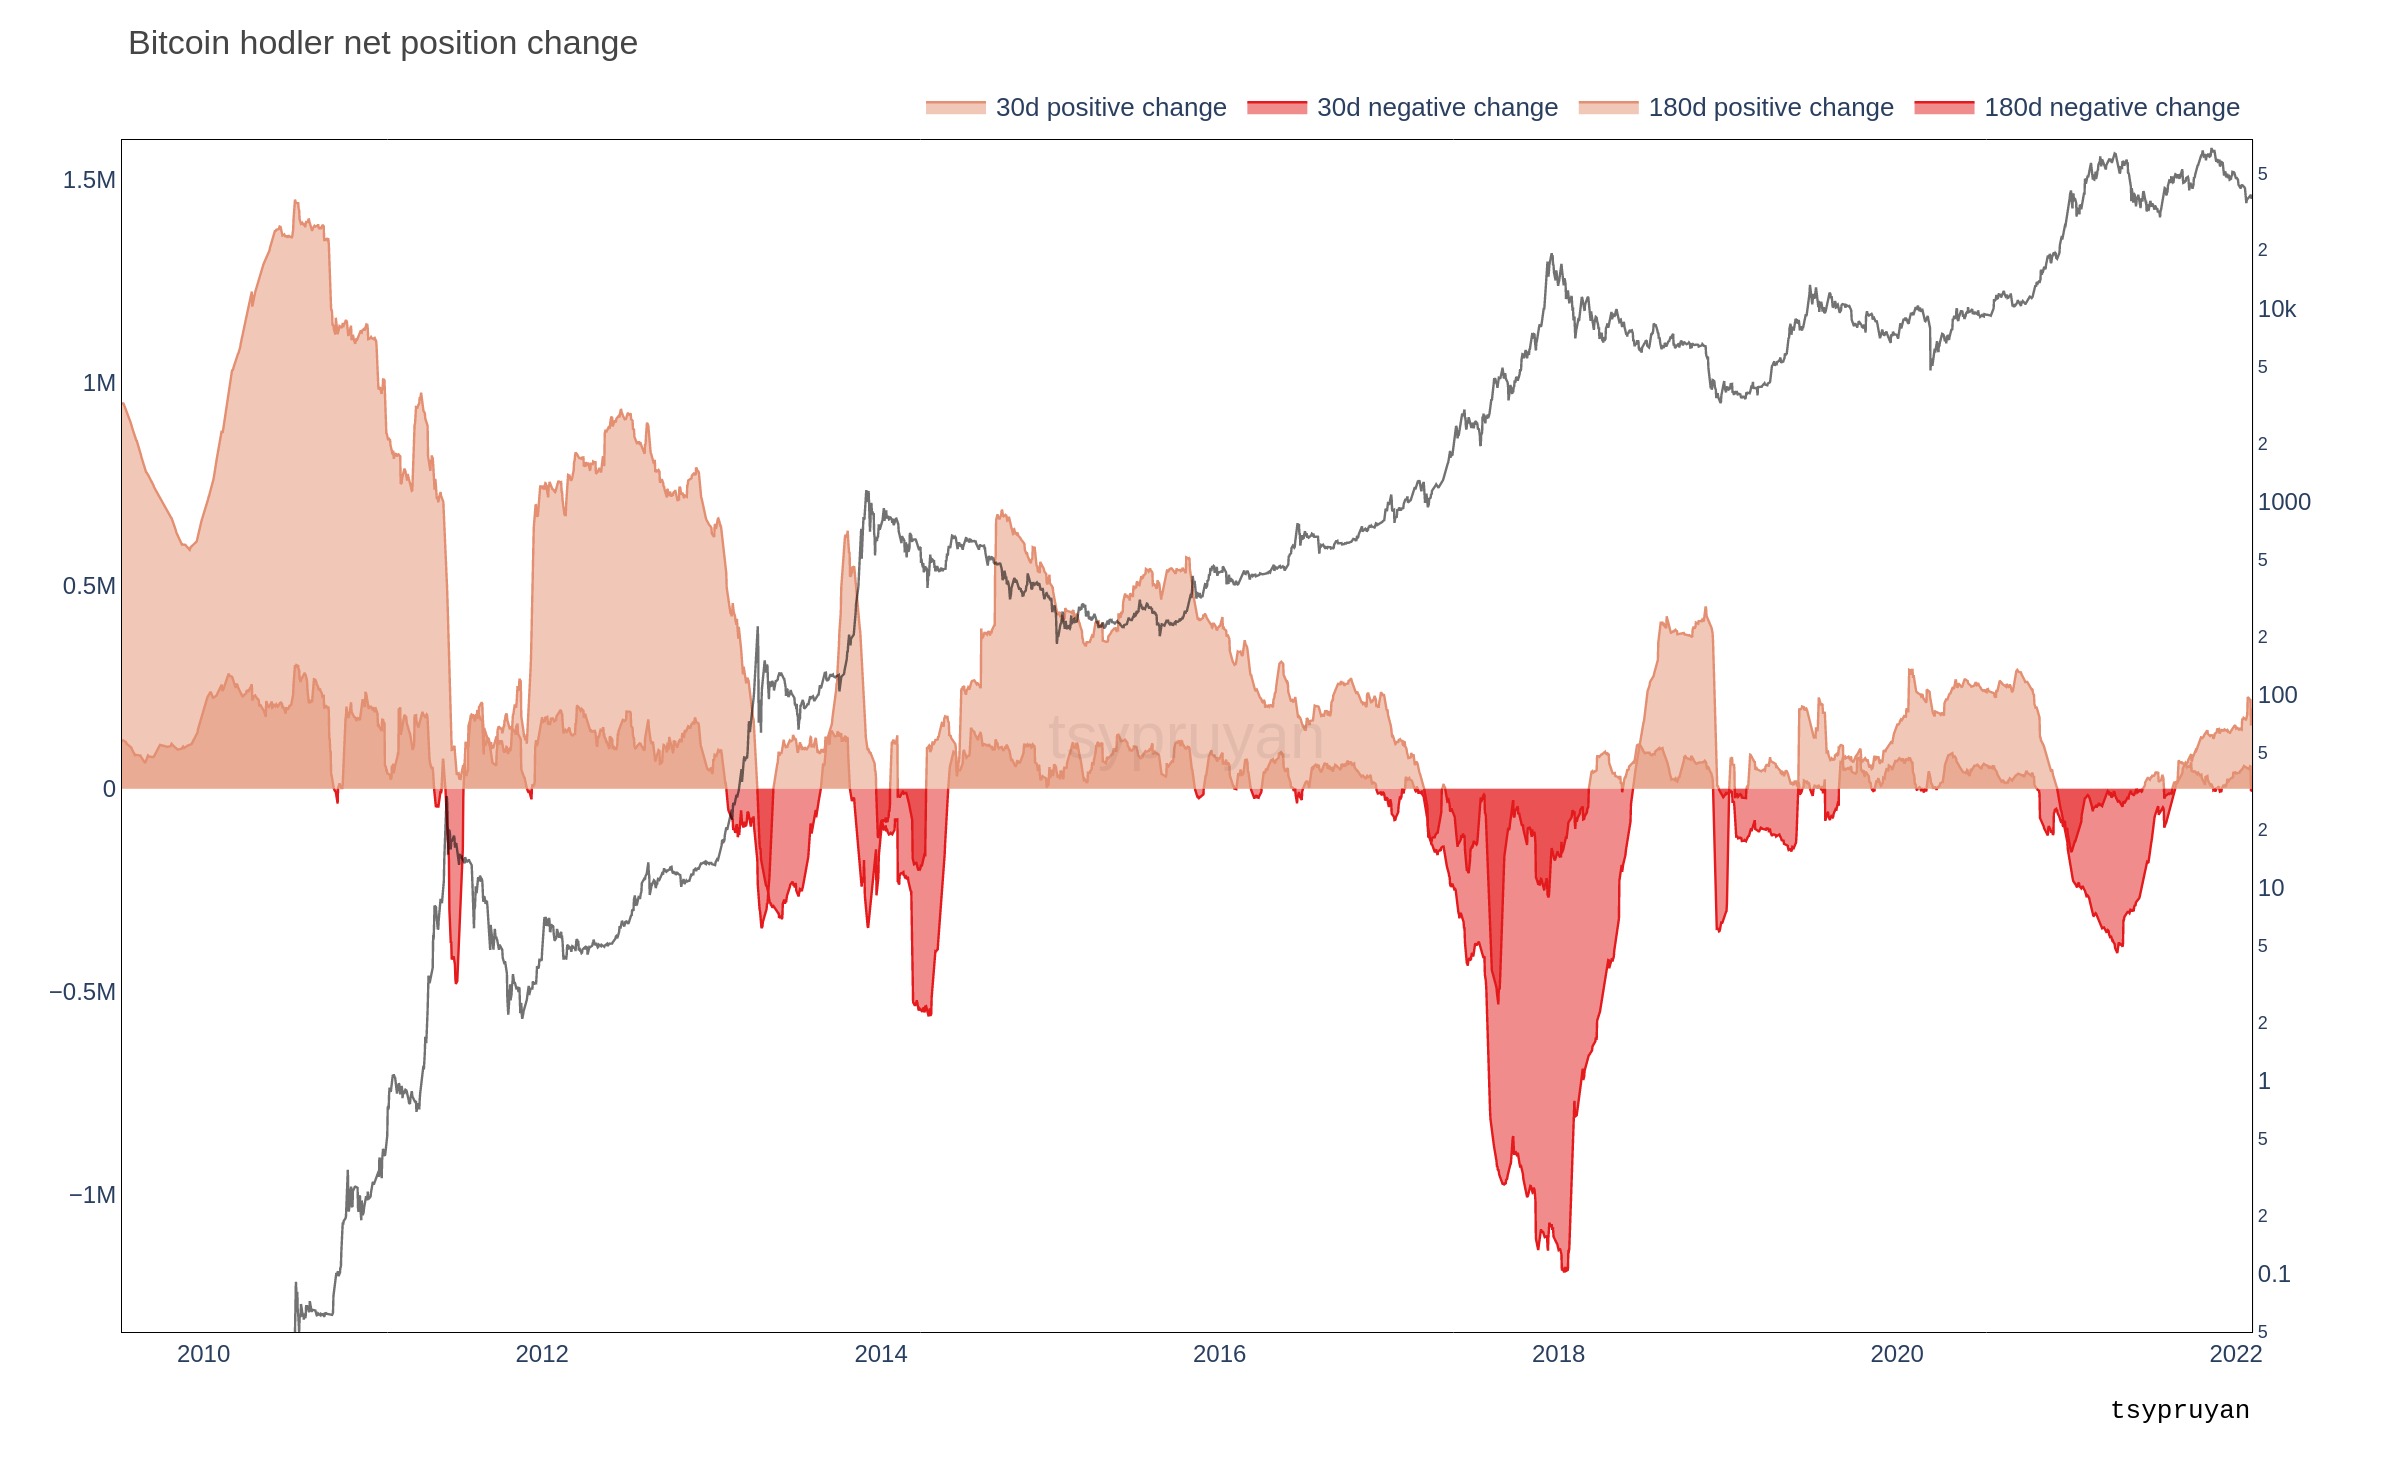 Bitcoin hodler net position change
30d positive change 30d negative change 180d positive change 180d negative change
1.5M
1M
0.5M
0
−0.5M
−1M
5
2
10k
5
2
1000
5
2
100
5
2
10
5
2
1
5
2
0.1
5
tsypruyan
2010 2012 2014 2016 2018 2020 2022
tsypruyan